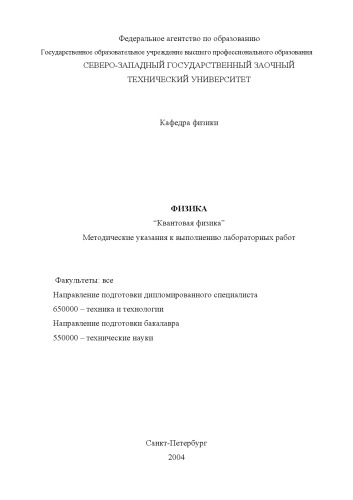 Федеральное агентство по образованию
Государственное образовательное учреждение высшего профессионального образования
СЕВЕРО-ЗАПАДНЫЙ ГОСУДАРСТВЕННЫЙ ЗАОЧНЫЙ
ТЕХНИЧЕСКИЙ УНИВЕРСИТЕТ
Кафедра физики
ФИЗИКА
“Квантовая физика”
Методические указания к выполнению лабораторных работ
Факультеты: все
Направление подготовки дипломированного специалиста
650000 – техника и технологии
Направление подготовки бакалавра
550000 – технические науки
Санкт-Петербург
2004